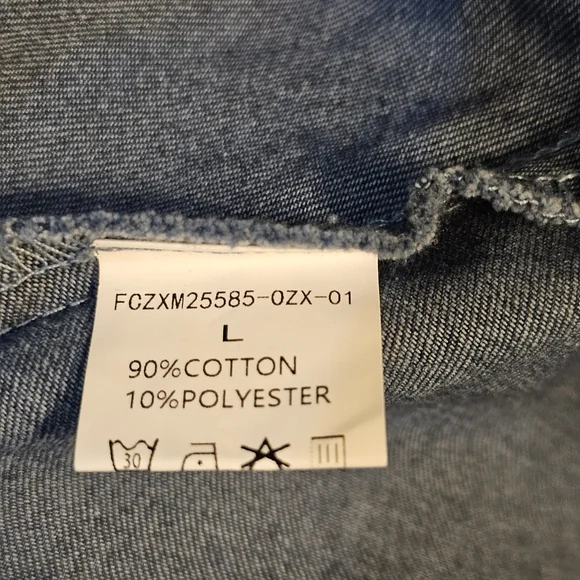 FCZXM25585-0ZX-01
L
90%COTTON
10%POLYESTER
30